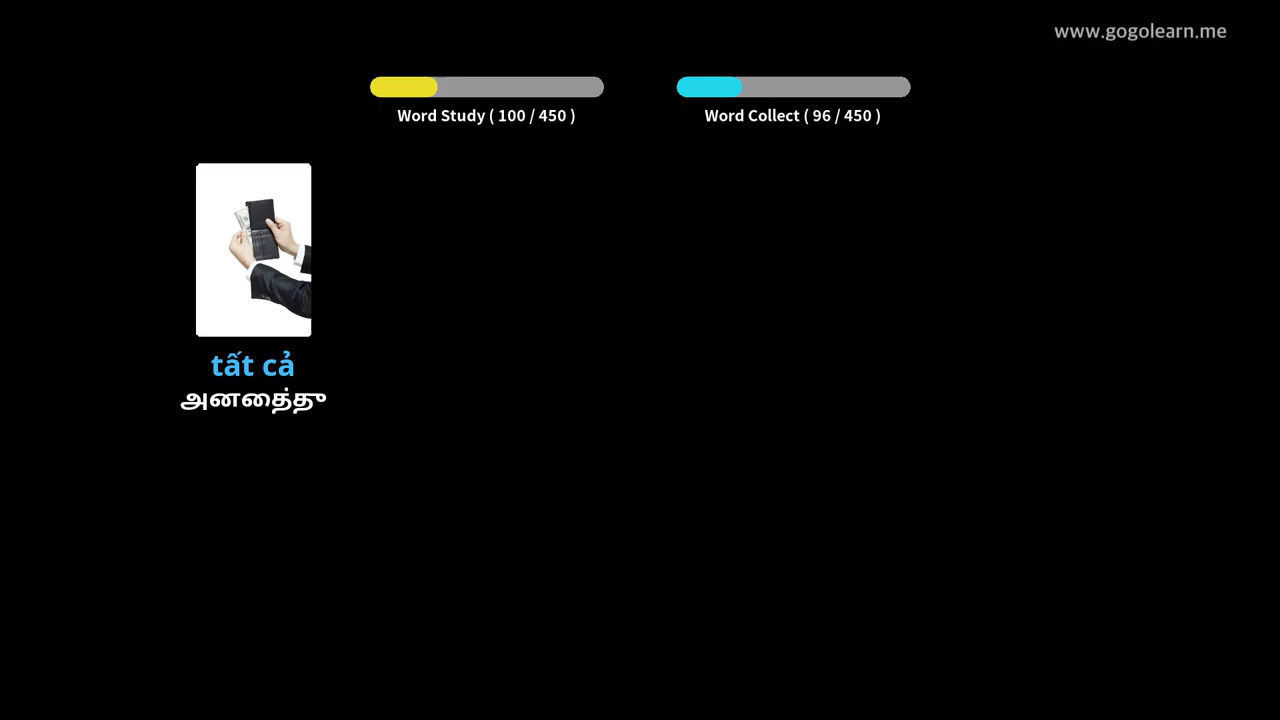 www.gogolearn.me
Word Study ( 100 / 450 )
Word Collect ( 96 / 450 )
tất cả
அனைத்து